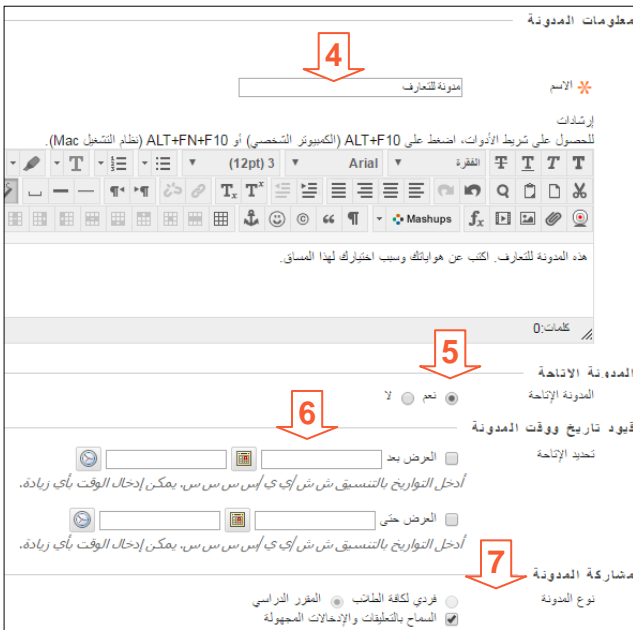 معلومات المدونة
4
الاسم
مدونة للتعارف
إرشادات
للحصول على شريط الأدوات، اضغط على ALT+F10 (الكمبيوتر الشخصي) أو ALT+FN+F10 (نظام التشغيل Mac).
T T T T الفقرة Arial 3 (12pt) T
Tx Tx
fx Mashups
هذه المدونة للتعارف. اكتب عن هواياتك وسبب اختيارك لهذا المساق.
كلمات:0
5
المدونة الإتاحة
المدونة الإتاحة نعم لا
6
قيود تاريخ ووقت المدونة
تحديد الإتاحة
العرض بعد
أدخل التواريخ بالتنسيق ش ش /ي ي /س س س س. يمكن إدخال الوقت بأي زيادة.
العرض حتى
أدخل التواريخ بالتنسيق ش ش /ي ي /س س س س. يمكن إدخال الوقت بأي زيادة.
7
مشاركة المدونة
نوع المدونة فردي لكافة الطلاب المقرر الدراسي
السماح بالتعليقات والإدخالات المجهولة